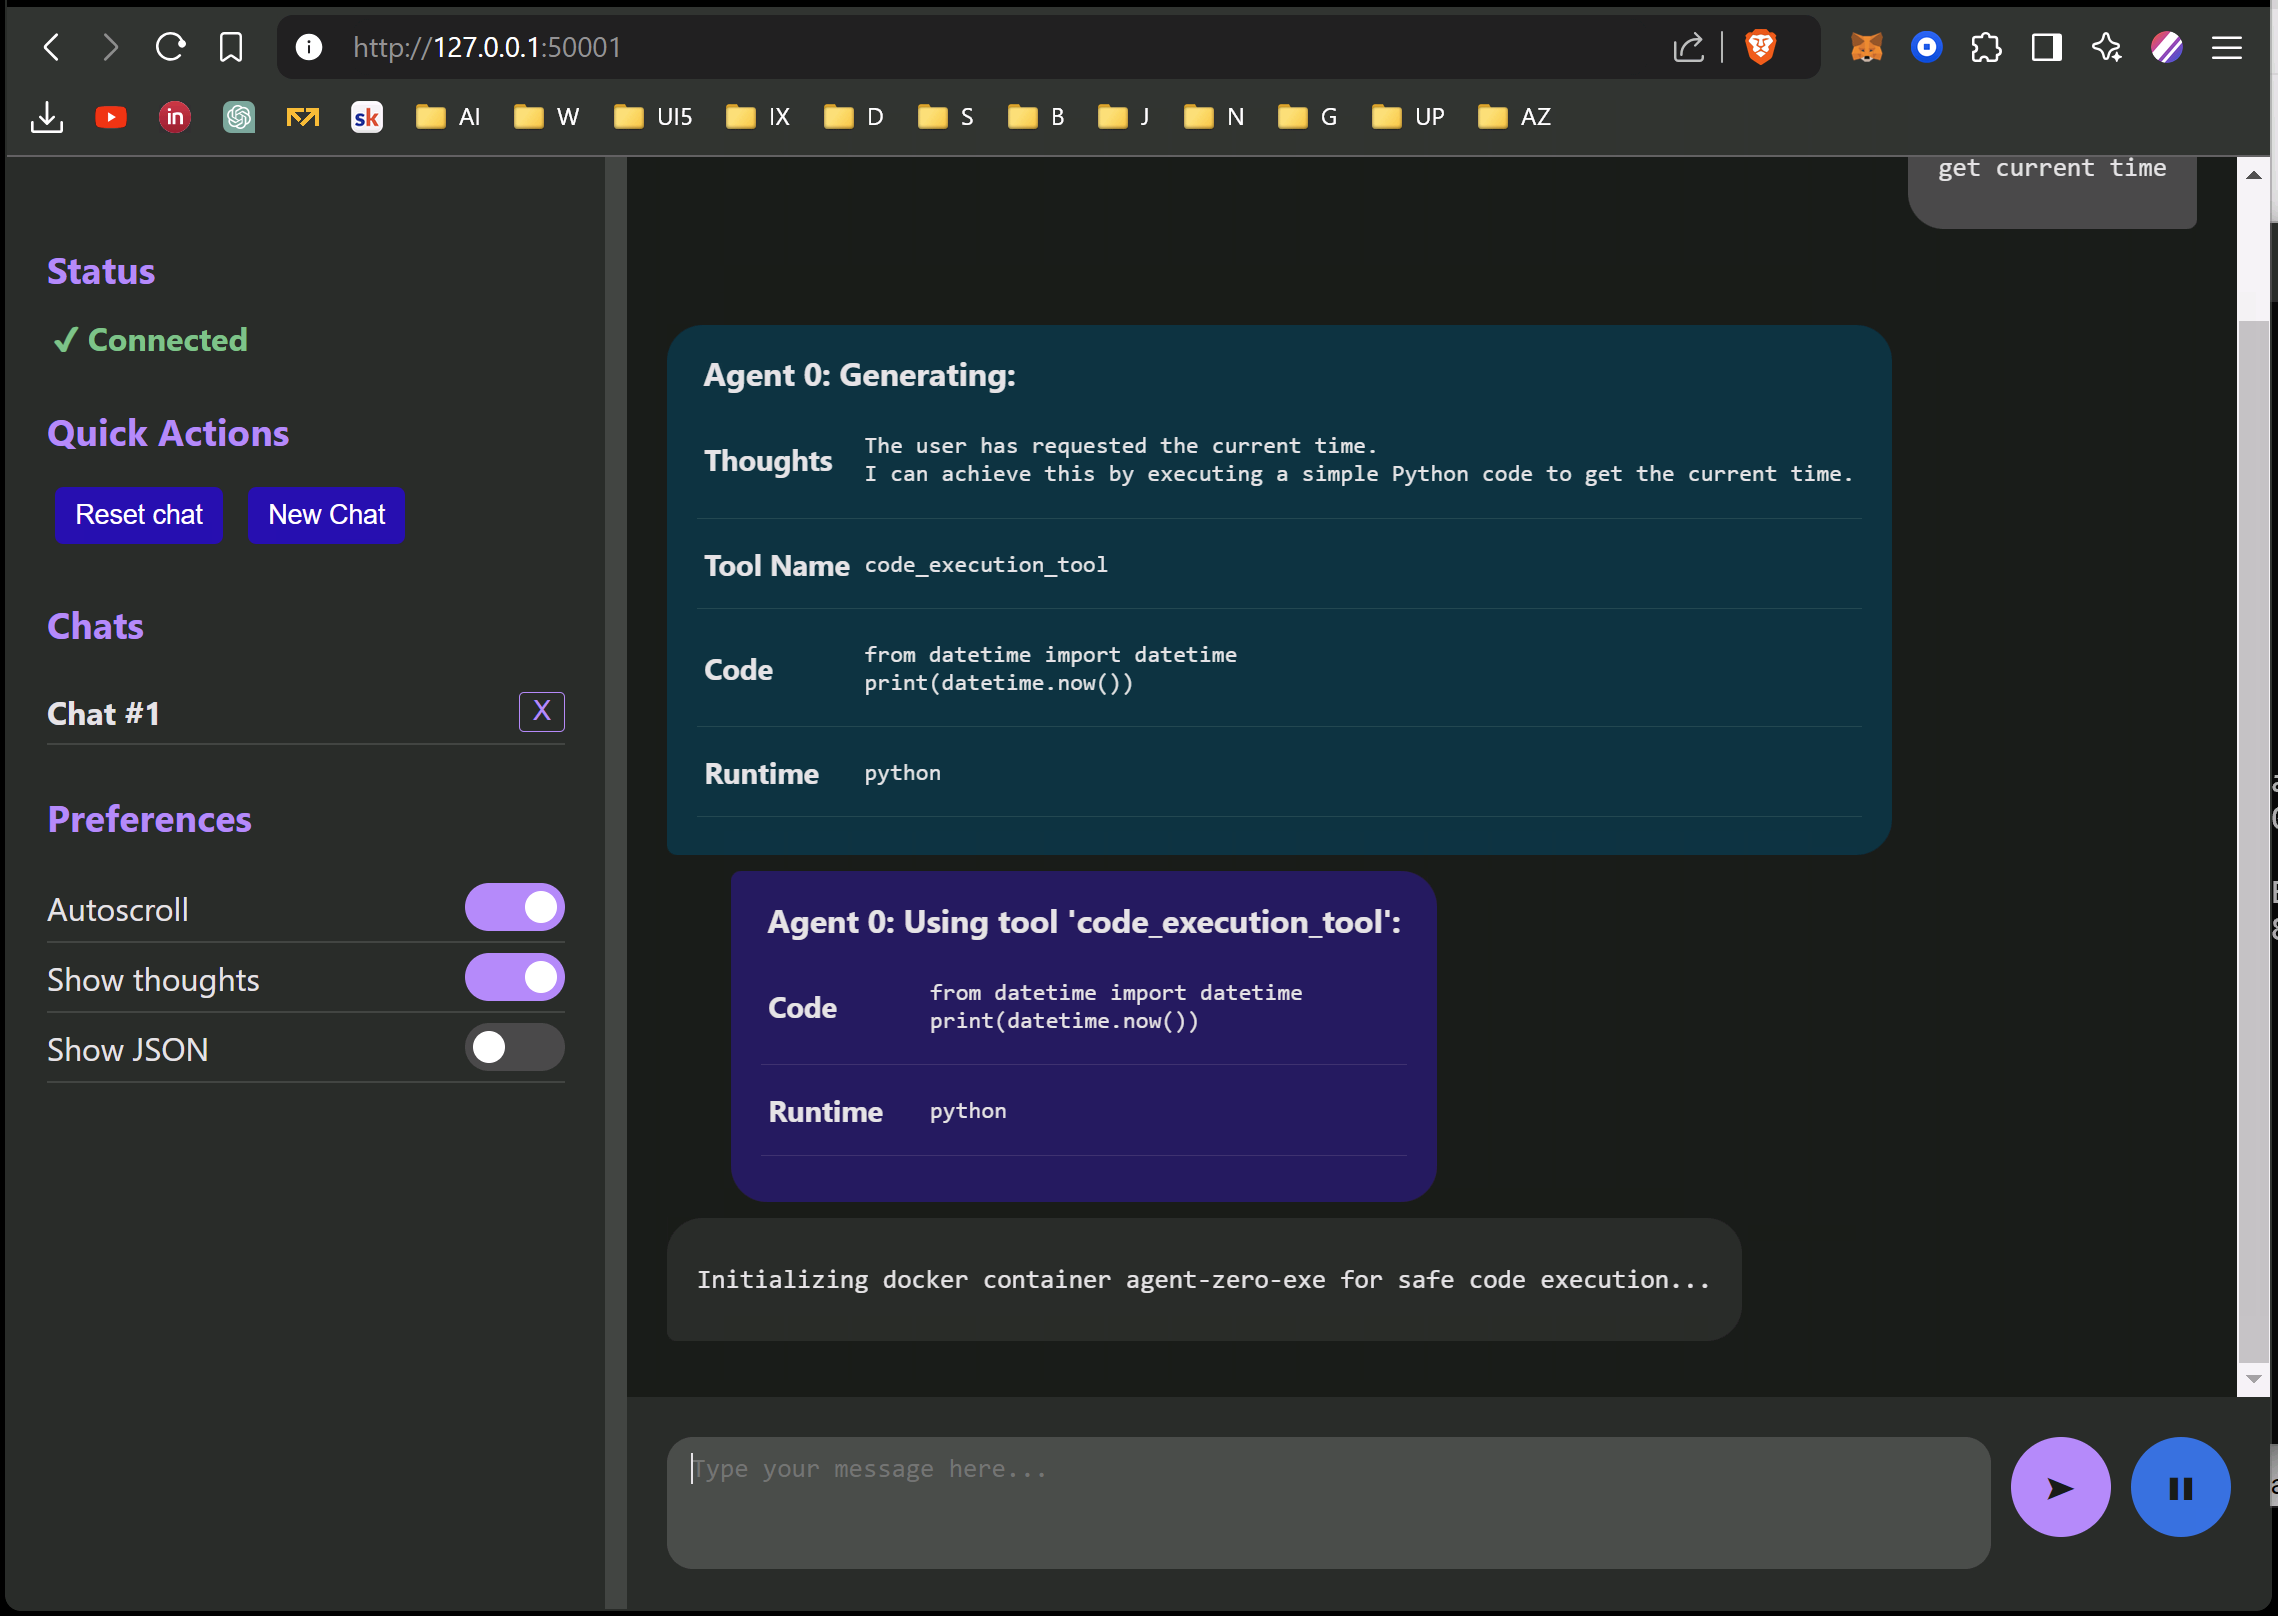 http://127.0.0.1:50001
in
sk
AI
W
UI5
IX
D
S
B
J
N
G
UP
AZ
Status
✓ Connected
Quick Actions
Reset chat
New Chat
Chats
Chat #1
X
Preferences
Autoscroll
Show thoughts
Show JSON
get current time
Agent 0: Generating:
Thoughts
The user has requested the current time.
I can achieve this by executing a simple Python code to get the current time.
Tool Name
code_execution_tool
Code
from datetime import datetime
print(datetime.now())
Runtime
python
Agent 0: Using tool 'code_execution_tool':
Code
from datetime import datetime
print(datetime.now())
Runtime
python
Initializing docker container agent-zero-exe for safe code execution...
Type your message here...